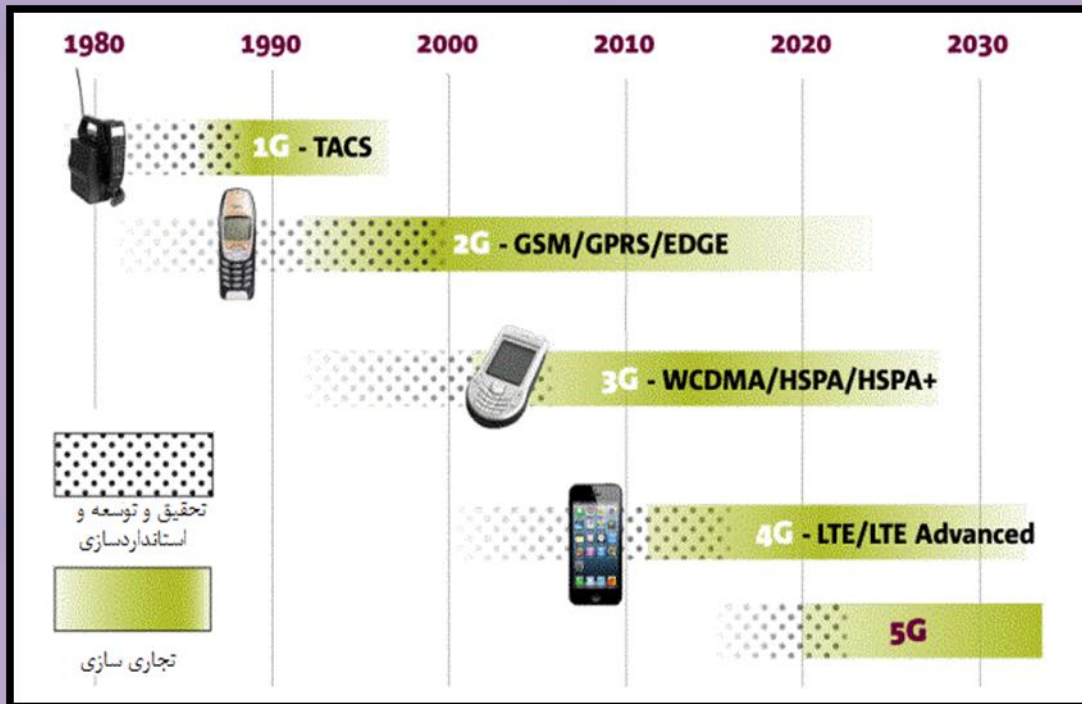 1980 1990 2000 2010 2020 2030
1G - TACS
2G - GSM/GPRS/EDGE
3G - WCDMA/HSPA/HSPA+
تحقیق و توسعه و
استانداردسازی
4G - LTE/LTE Advanced
5G
تجاری سازی